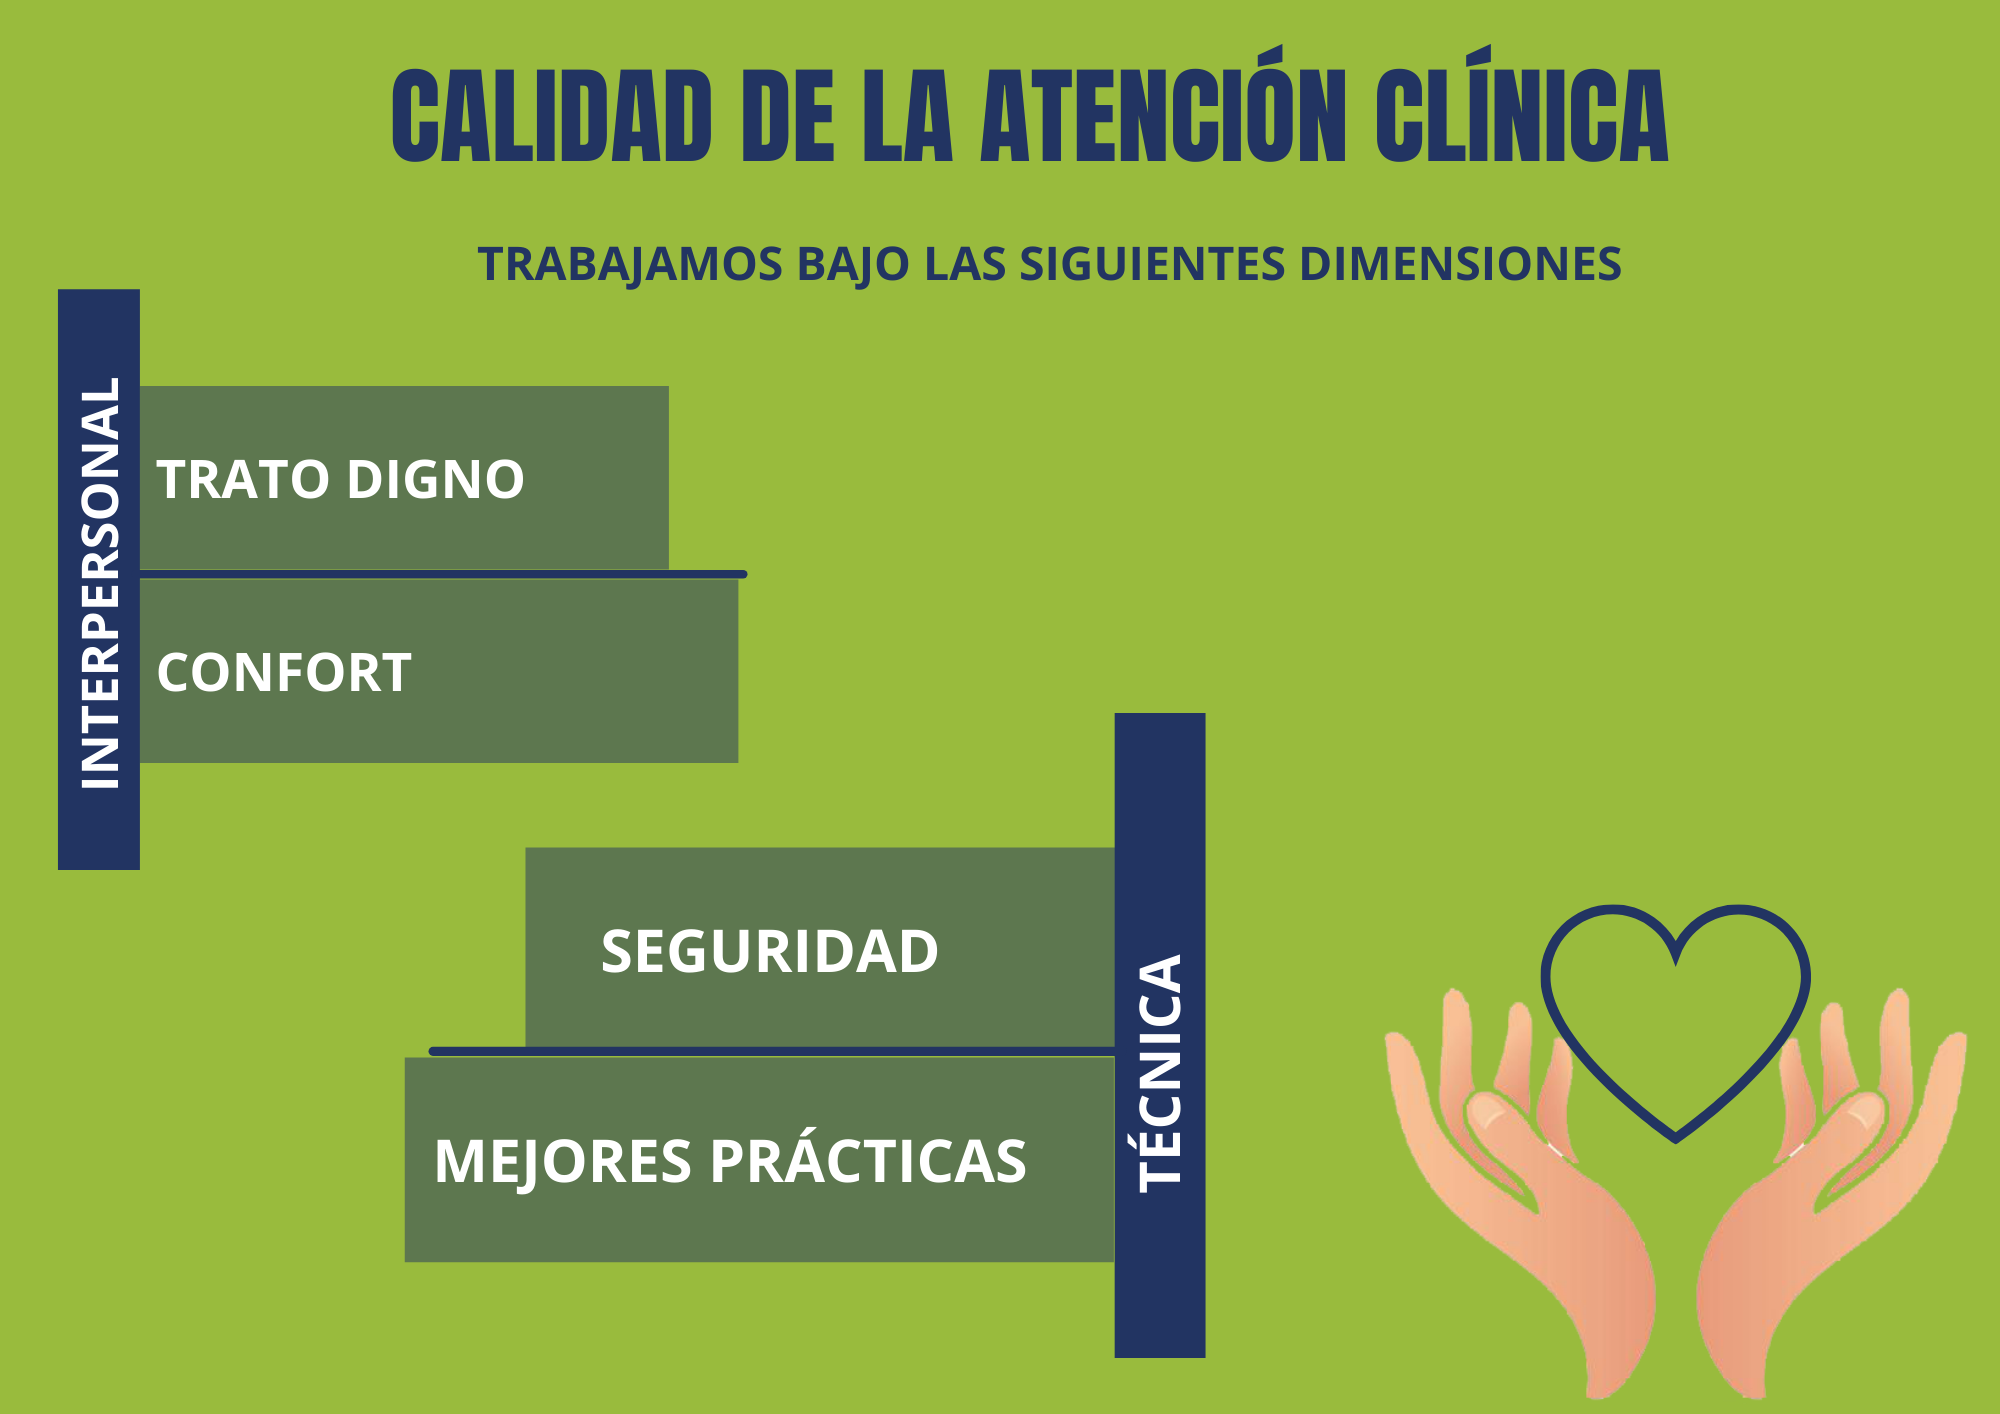 CALIDAD DE LA ATENCIÓN CLÍNICA
TRABAJAMOS BAJO LAS SIGUIENTES DIMENSIONES
INTERPERSONAL
TRATO DIGNO
CONFORT
SEGURIDAD
MEJORES PRÁCTICAS
TÉCNICA